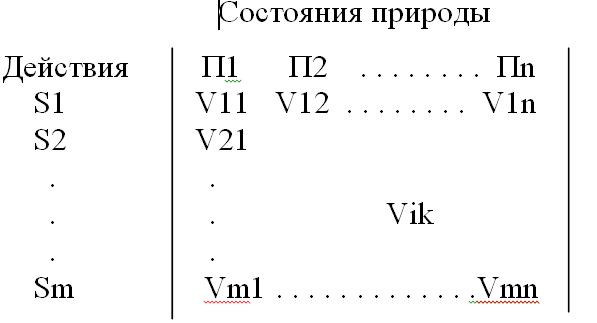 Состояния природы
Действия П1 П2 . . . . . . . . Пn
S1 V11 V12 . . . . . . . . V1n
S2 V21
. .
. . Vik
. .
Sm Vm1 . . . . . . . . . . . . .Vmn